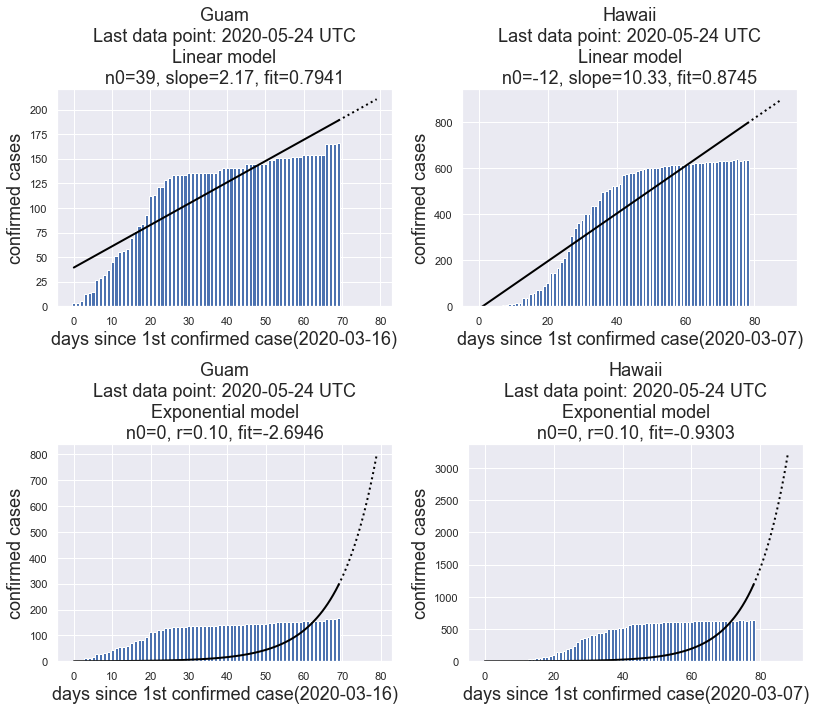 Guam
Last data point: 2020-05-24 UTC
Linear model
n0=39, slope=2.17, fit=0.7941
confirmed cases
200
175
150
125
100
75
50
25
0
0 10 20 30 40 50 60 70 80
days since 1st confirmed case(2020-03-16)
Hawaii
Last data point: 2020-05-24 UTC
Linear model
n0=-12, slope=10.33, fit=0.8745
confirmed cases
800
600
400
200
0
0 20 40 60 80
days since 1st confirmed case(2020-03-07)
Guam
Last data point: 2020-05-24 UTC
Exponential model
n0=0, r=0.10, fit=-2.6946
confirmed cases
800
700
600
500
400
300
200
100
0
0 10 20 30 40 50 60 70 80
days since 1st confirmed case(2020-03-16)
Hawaii
Last data point: 2020-05-24 UTC
Exponential model
n0=0, r=0.10, fit=-0.9303
confirmed cases
3000
2500
2000
1500
1000
500
0
0 20 40 60 80
days since 1st confirmed case(2020-03-07)